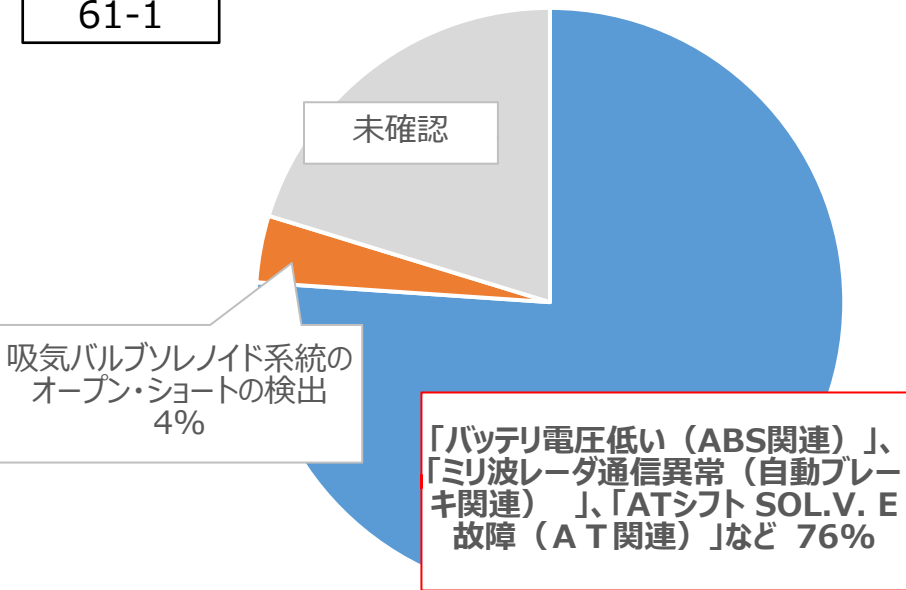 61-1
未確認
吸気バルブソレノイド系統の
オープン・ショートの検出
4%
「バッテリ電圧低い（ABS関連）」、
「ミリ波レーダ通信異常（自動ブレー
キ関連）　」、「ATシフト SOL.V. E
故障（ＡＴ関連）」など 76%